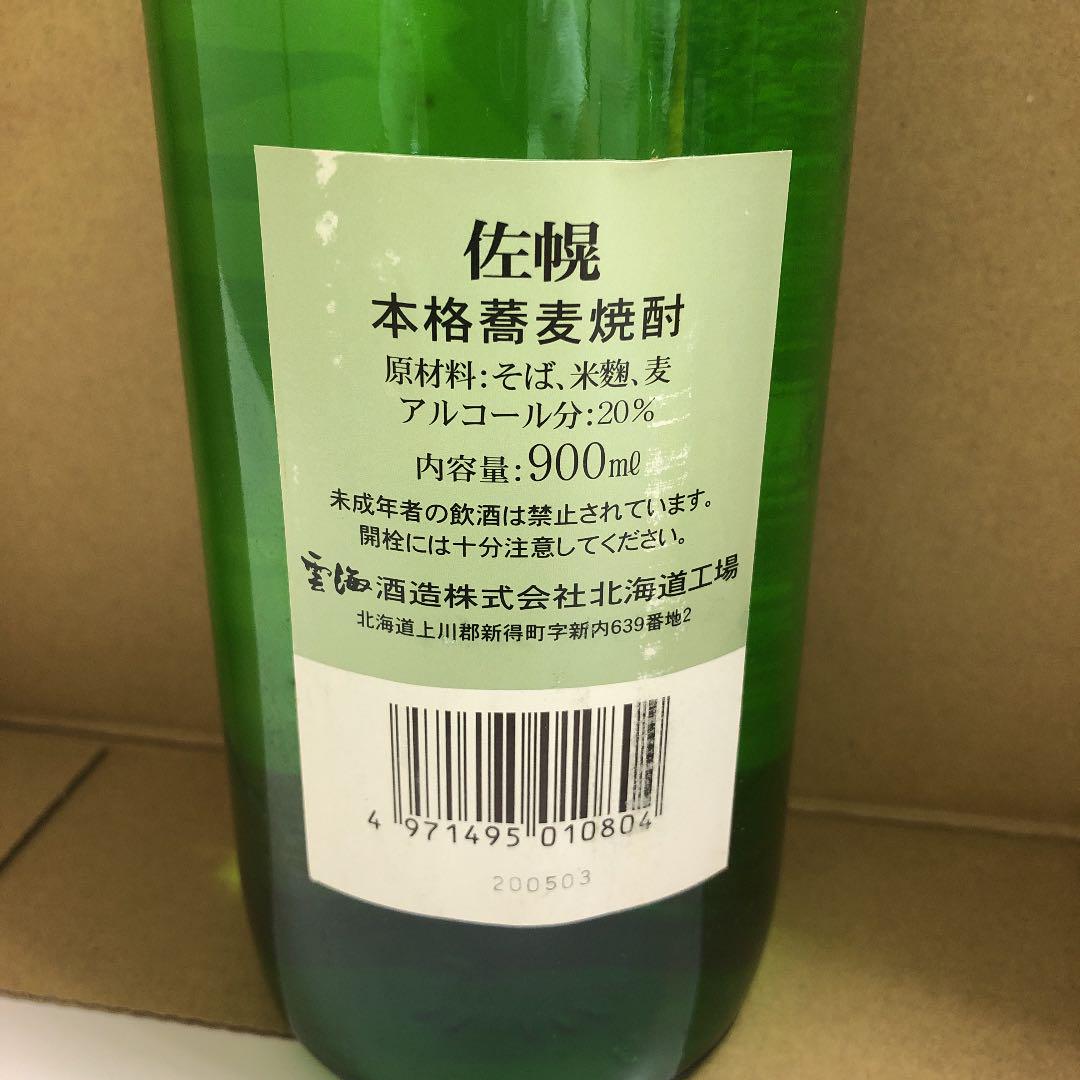 佐幌
本格蕎麦焼酎
原材料:そば、米麴、麦
アルコール分:20%
内容量:900mℓ
未成年者の飲酒は禁止されています。
開栓には十分注意してください。
雲海酒造株式会社北海道工場
北海道上川郡新得町字新内639番地2
4 971495 010804
200503